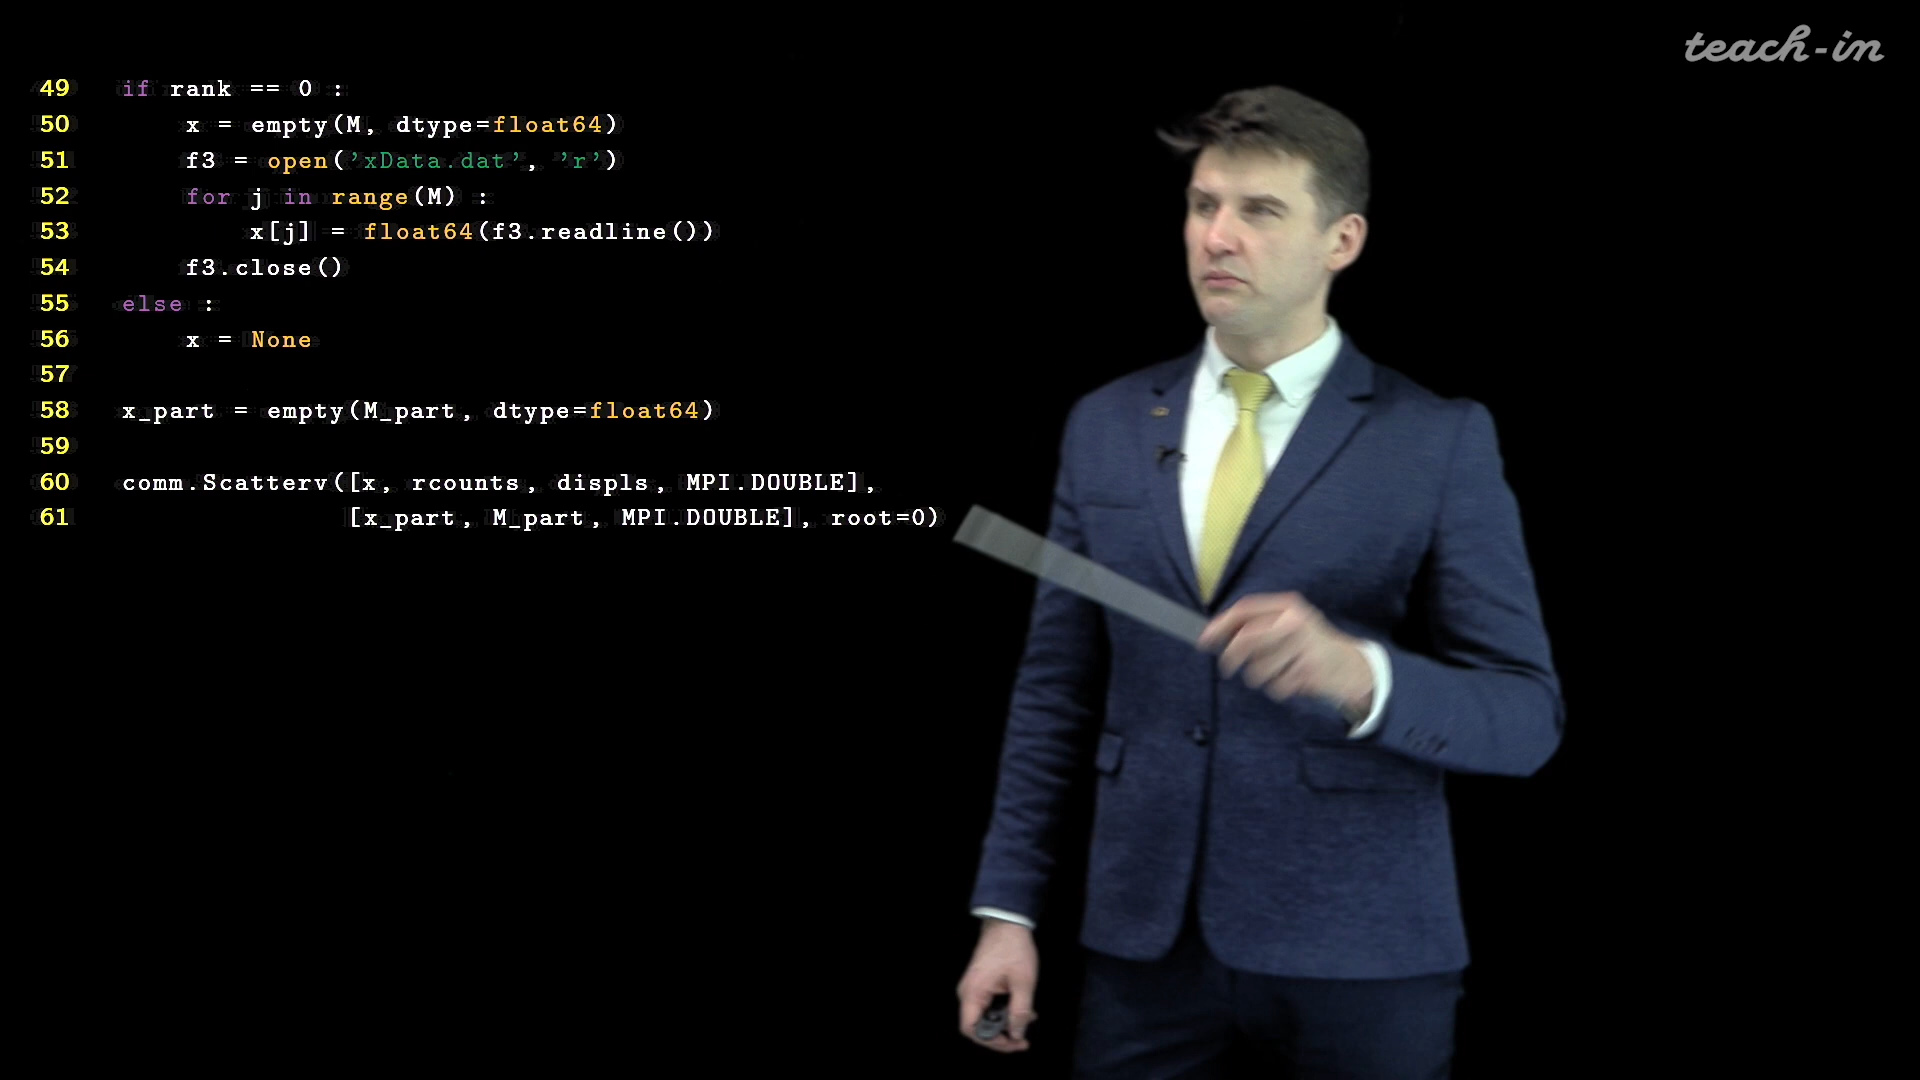 teach-in
49 if rank == 0 :
50 x = empty(M, dtype=float64)
51 f3 = open('xData.dat', 'r')
52 for j in range(M) :
53 x[j] = float64(f3.readline())
54 f3.close()
55 else :
56 x = None
57
58 x_part = empty(M_part, dtype=float64)
59
60 comm.Scatterv([x, rcounts, displs, MPI.DOUBLE],
61 [x_part, M_part, MPI.DOUBLE], root=0)